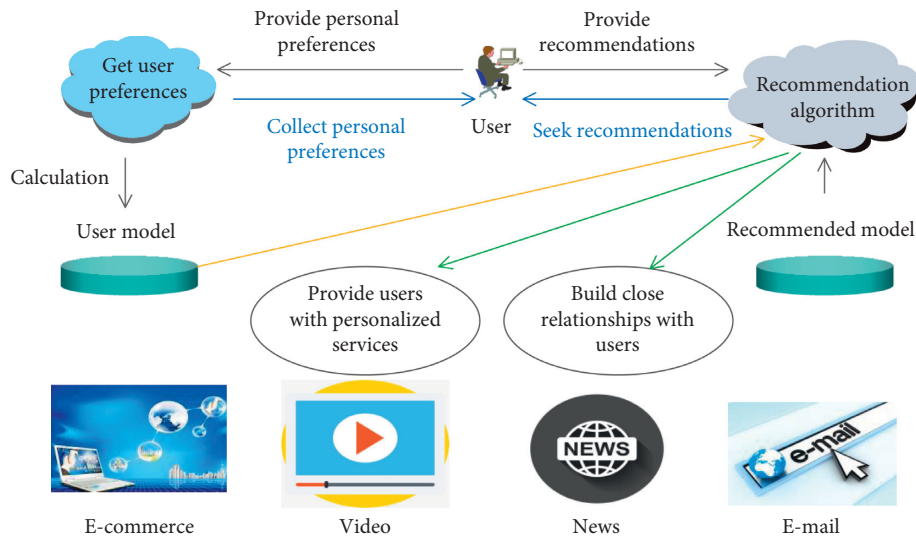 Provide personal
preferences
Provide
recommendations
Get user
preferences
Recommendation
algorithm
User
Collect personal
preferences
Seek recommendations
Calculation
User model
Recommended model
Provide users
with personalized
services
Build close
relationships with
users
NEWS
e-mail
E-commerce
Video
News
E-mail